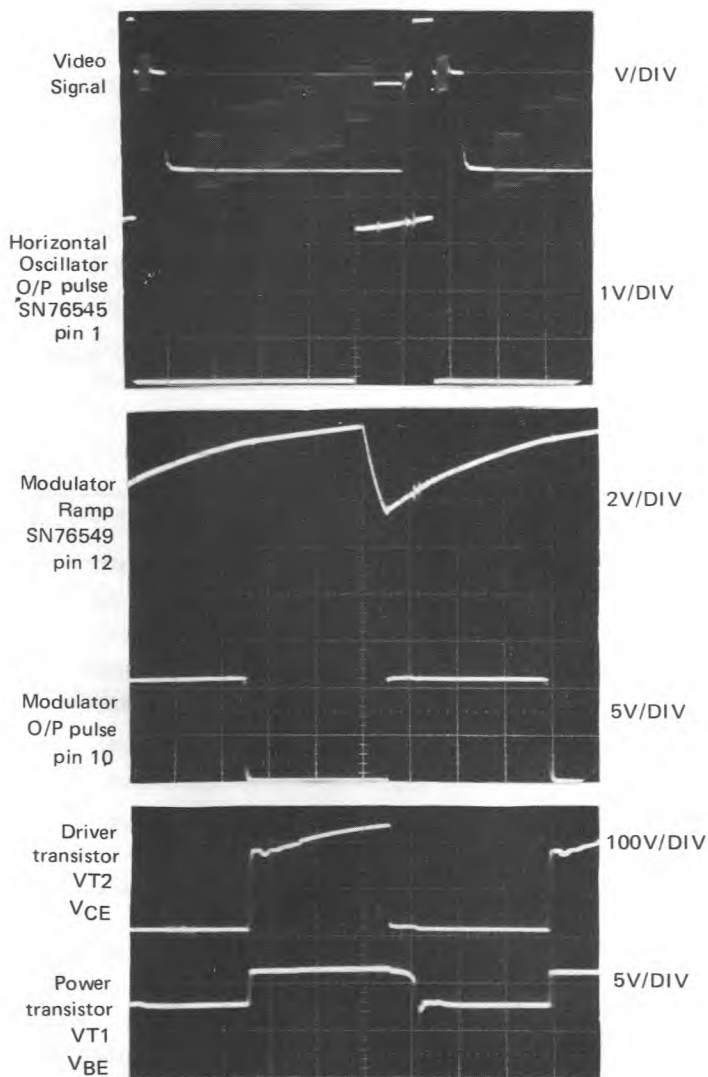 Video
Signal
V/DIV
Horizontal
Oscillator
O/P pulse
SN76545
pin 1
1V/DIV
Modulator
Ramp
SN76549
pin 12
2V/DIV
Modulator
O/P pulse
pin 10
5V/DIV
Driver
transistor
VT2
VCE
100V/DIV
Power
transistor
VT1
VBE
5V/DIV